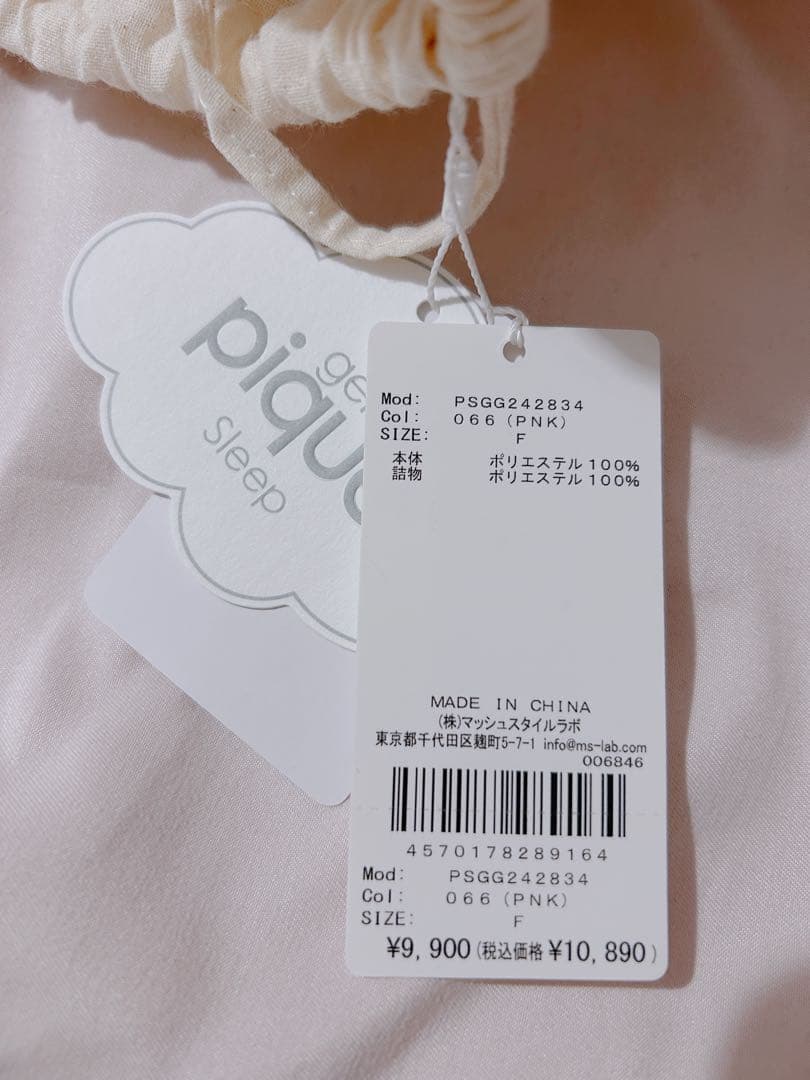 piqu
Sleep
Mod: PSGG242834
Col: 066 (PNK)
SIZE: F
本体 ポリエステル100%
詰物 ポリエステル100%
MADE IN CHINA
(株)マッシュスタイルラボ
東京都千代田区麹町5-7-1 info@ms-lab.com
006846
4570178289164
Mod: PSGG242834
Col: 066 (PNK)
SIZE: F
¥9,900(税込価格 ¥10,890)